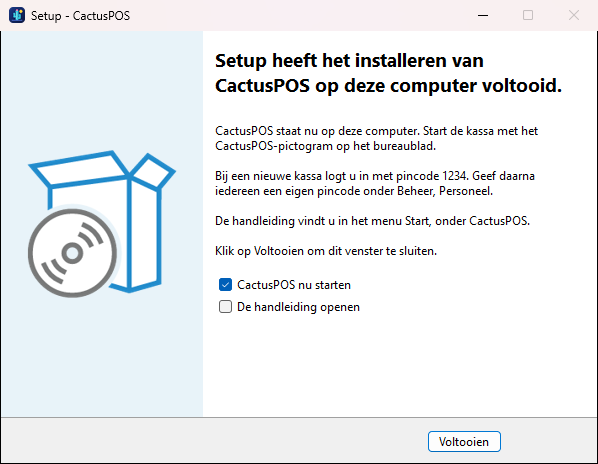 Setup - CactusPOS
Setup heeft het installeren van
CactusPOS op deze computer voltooid.
CactusPOS staat nu op deze computer. Start de kassa met het
CactusPOS-pictogram op het bureaublad.
Bij een nieuwe kassa logt u in met pincode 1234. Geef daarna
iedereen een eigen pincode onder Beheer, Personeel.
De handleiding vindt u in het menu Start, onder CactusPOS.
Klik op Voltooien om dit venster te sluiten.
CactusPOS nu starten
De handleiding openen
Voltooien